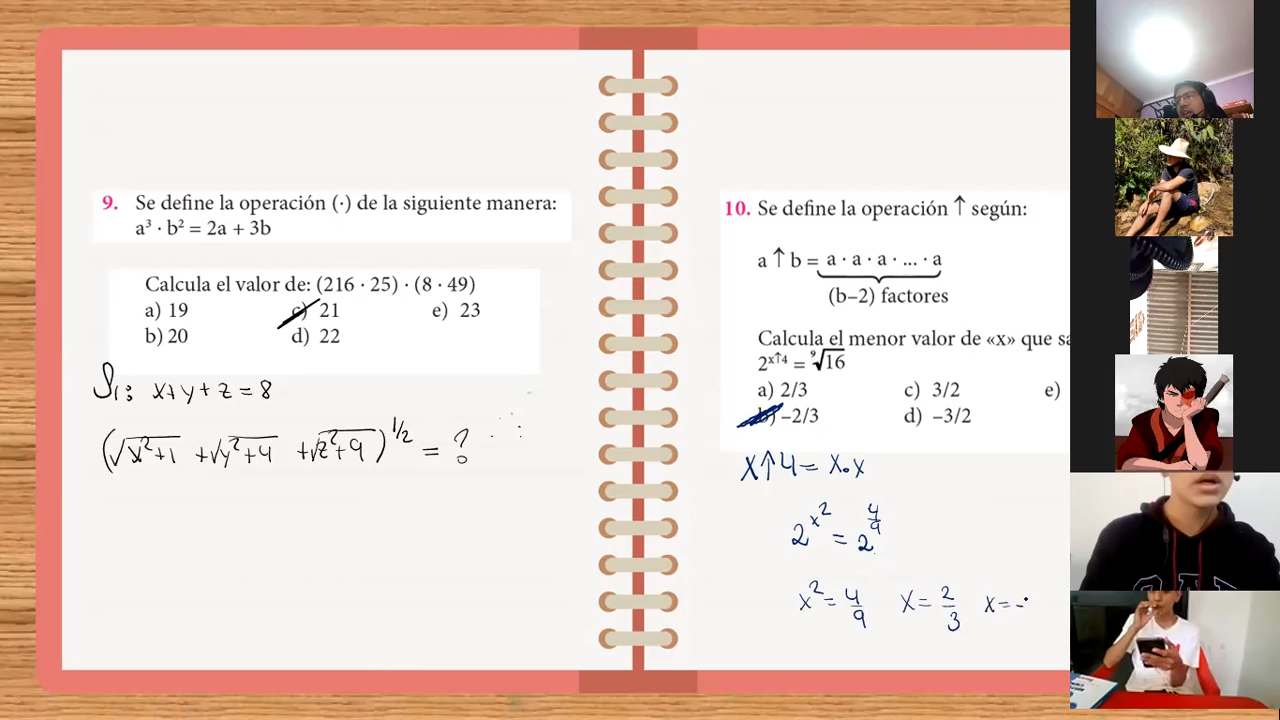 9. Se define la operación (·) de la siguiente manera:
a³ · b² = 2a + 3b
Calcula el valor de: (216 · 25) · (8 · 49)
a) 19 c) 21 e) 23
b) 20 d) 22
Si: x+y+z = 8
(√x²+1 + √y²+4 + √z²+9)^1/2 = ?
10. Se define la operación ↑ según:
a ↑ b = a · a · a · ... · a
(b–2) factores
Calcula el menor valor de «x» que sa
2^x↑4 = ⁹√16
a) 2/3 c) 3/2 e)
b) –2/3 d) –3/2
x↑4 = x.x
2^x² = 2^4/9
x² = 4/9 x = 2/3 x = -